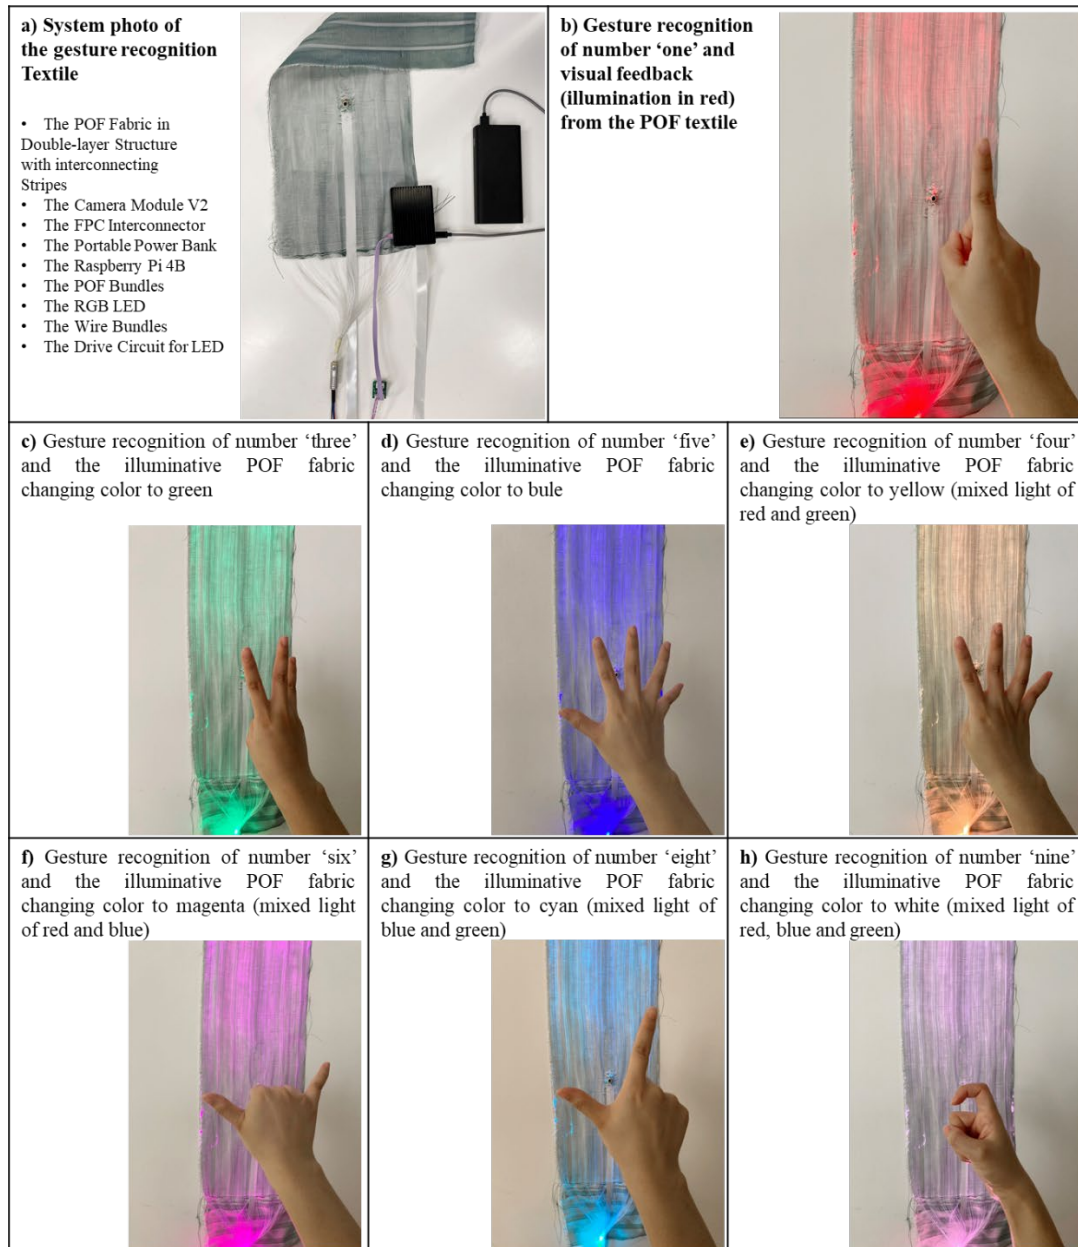 a) System photo of
the gesture recognition
Textile
• The POF Fabric in
Double-layer Structure
with interconnecting
Stripes
• The Camera Module V2
• The FPC Interconnector
• The Portable Power Bank
• The Raspberry Pi 4B
• The POF Bundles
• The RGB LED
• The Wire Bundles
• The Drive Circuit for LED
b) Gesture recognition
of number ‘one’ and
visual feedback
(illumination in red)
from the POF textile
c) Gesture recognition of number ‘three’
and the illuminative POF fabric
changing color to green
d) Gesture recognition of number ‘five’
and the illuminative POF fabric
changing color to bule
e) Gesture recognition of number ‘four’
and the illuminative POF fabric
changing color to yellow (mixed light of
red and green)
f) Gesture recognition of number ‘six’
and the illuminative POF fabric
changing color to magenta (mixed light
of red and blue)
g) Gesture recognition of number ‘eight’
and the illuminative POF fabric
changing color to cyan (mixed light of
blue and green)
h) Gesture recognition of number ‘nine’
and the illuminative POF fabric
changing color to white (mixed light of
red, blue and green)